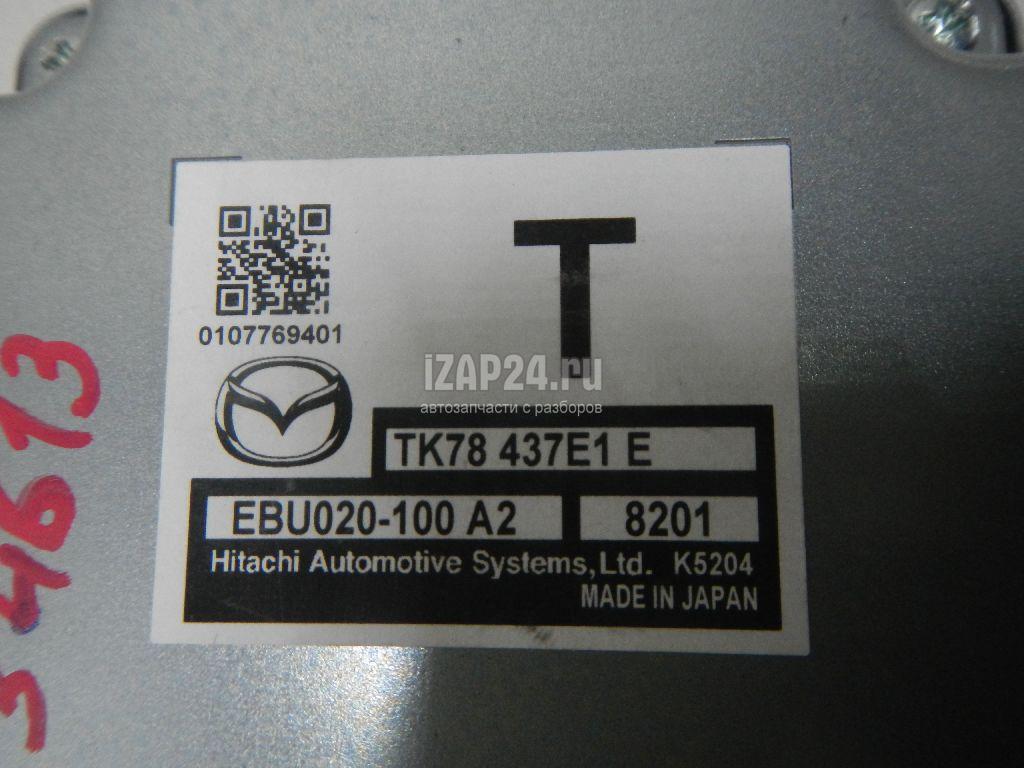 T
0107769401
iZAP24.ru
автозапчасти с разборов
TK78 437E1 E
EBU020-100 A2 8201
Hitachi Automotive Systems, Ltd. K5204
MADE IN JAPAN
34613